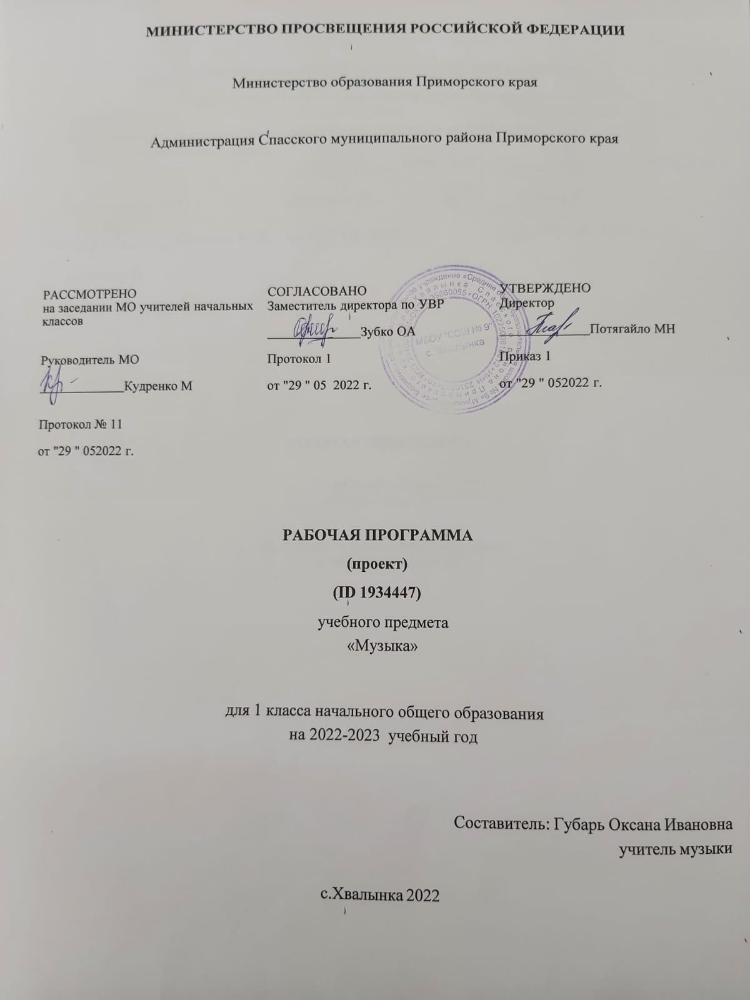 МИНИСТЕРСТВО ПРОСВЕЩЕНИЯ РОССИЙСКОЙ ФЕДЕРАЦИИ
Министерство образования Приморского края
Администрация Спасского муниципального района Приморского края
РАССМОТРЕНО
на заседании МО учителей начальных
классов
Руководитель МО
____________Кудренко М
Протокол № 11
от "29 " 052022 г.
СОГЛАСОВАНО
Заместитель директора по УВР
_____________Зубко ОА
Протокол 1
от "29 " 05  2022 г.
УТВЕРЖДЕНО
Директор
_____________Потягайло МН
Приказ 1
от "29 " 052022 г.
МБОУ "СОШ № 9"
с. Хвалынка
РАБОЧАЯ ПРОГРАММА
(проект)
(ID 1934447)
учебного предмета
«Музыка»
для 1 класса начального общего образования
на 2022-2023  учебный год
Составитель: Губарь Оксана Ивановна
учитель музыки
с.Хвалынка 2022